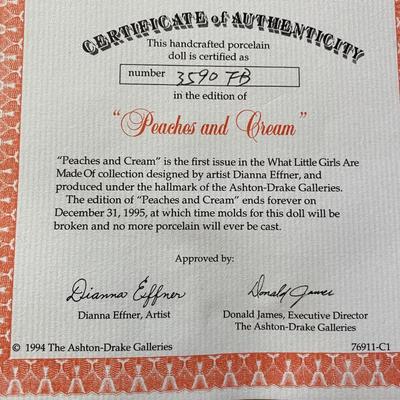 CERTIFICATE of AUTHENTICITY
This handcrafted porcelain
doll is certified as
number 3590 FB
in the edition of
"Peaches and Cream"
"Peaches and Cream" is the first issue in the What Little Girls Are
Made Of collection designed by artist Dianna Effner, and
produced under the hallmark of the Ashton-Drake Galleries.
The edition of "Peaches and Cream" ends forever on
December 31, 1995, at which time molds for this doll will be
broken and no more porcelain will ever be cast.
Approved by:
Dianna Effner Donald James
Dianna Effner, Artist Donald James, Executive Director
The Ashton-Drake Galleries
© 1994 The Ashton-Drake Galleries 76911-C1